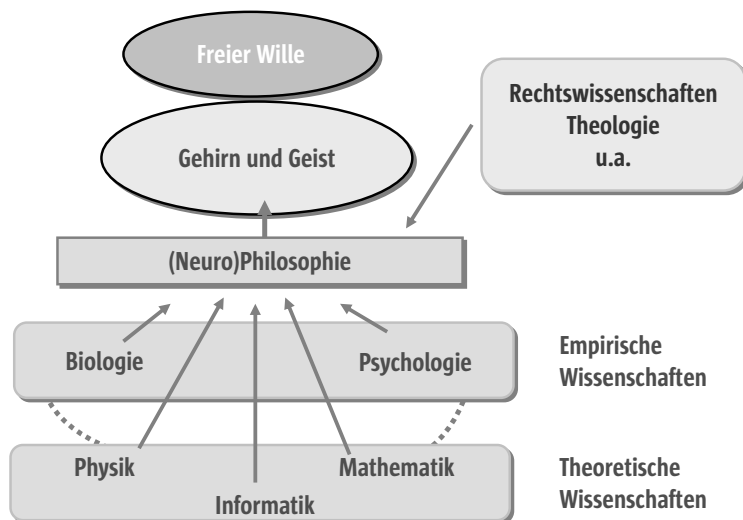 Freier Wille
Gehirn und Geist
Rechtswissenschaften
Theologie
u.a.
(Neuro)Philosophie
Biologie
Psychologie
Empirische
Wissenschaften
Physik
Mathematik
Informatik
Theoretische
Wissenschaften